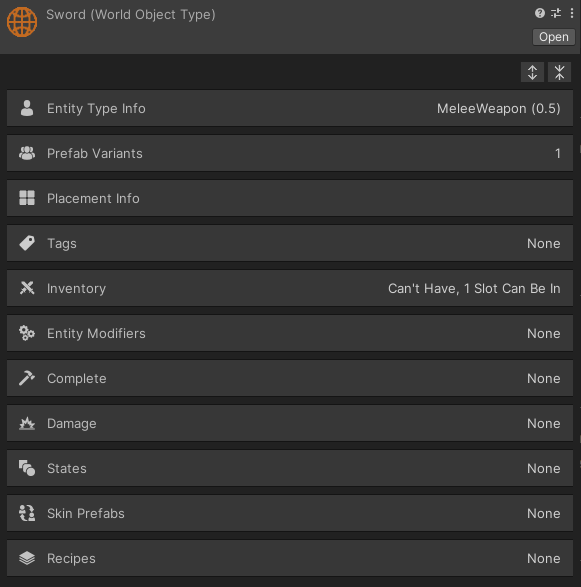 Sword (World Object Type)
Open
Entity Type Info MeleeWeapon (0.5)
Prefab Variants 1
Placement Info
Tags None
Inventory Can't Have, 1 Slot Can Be In
Entity Modifiers None
Complete None
Damage None
States None
Skin Prefabs None
Recipes None